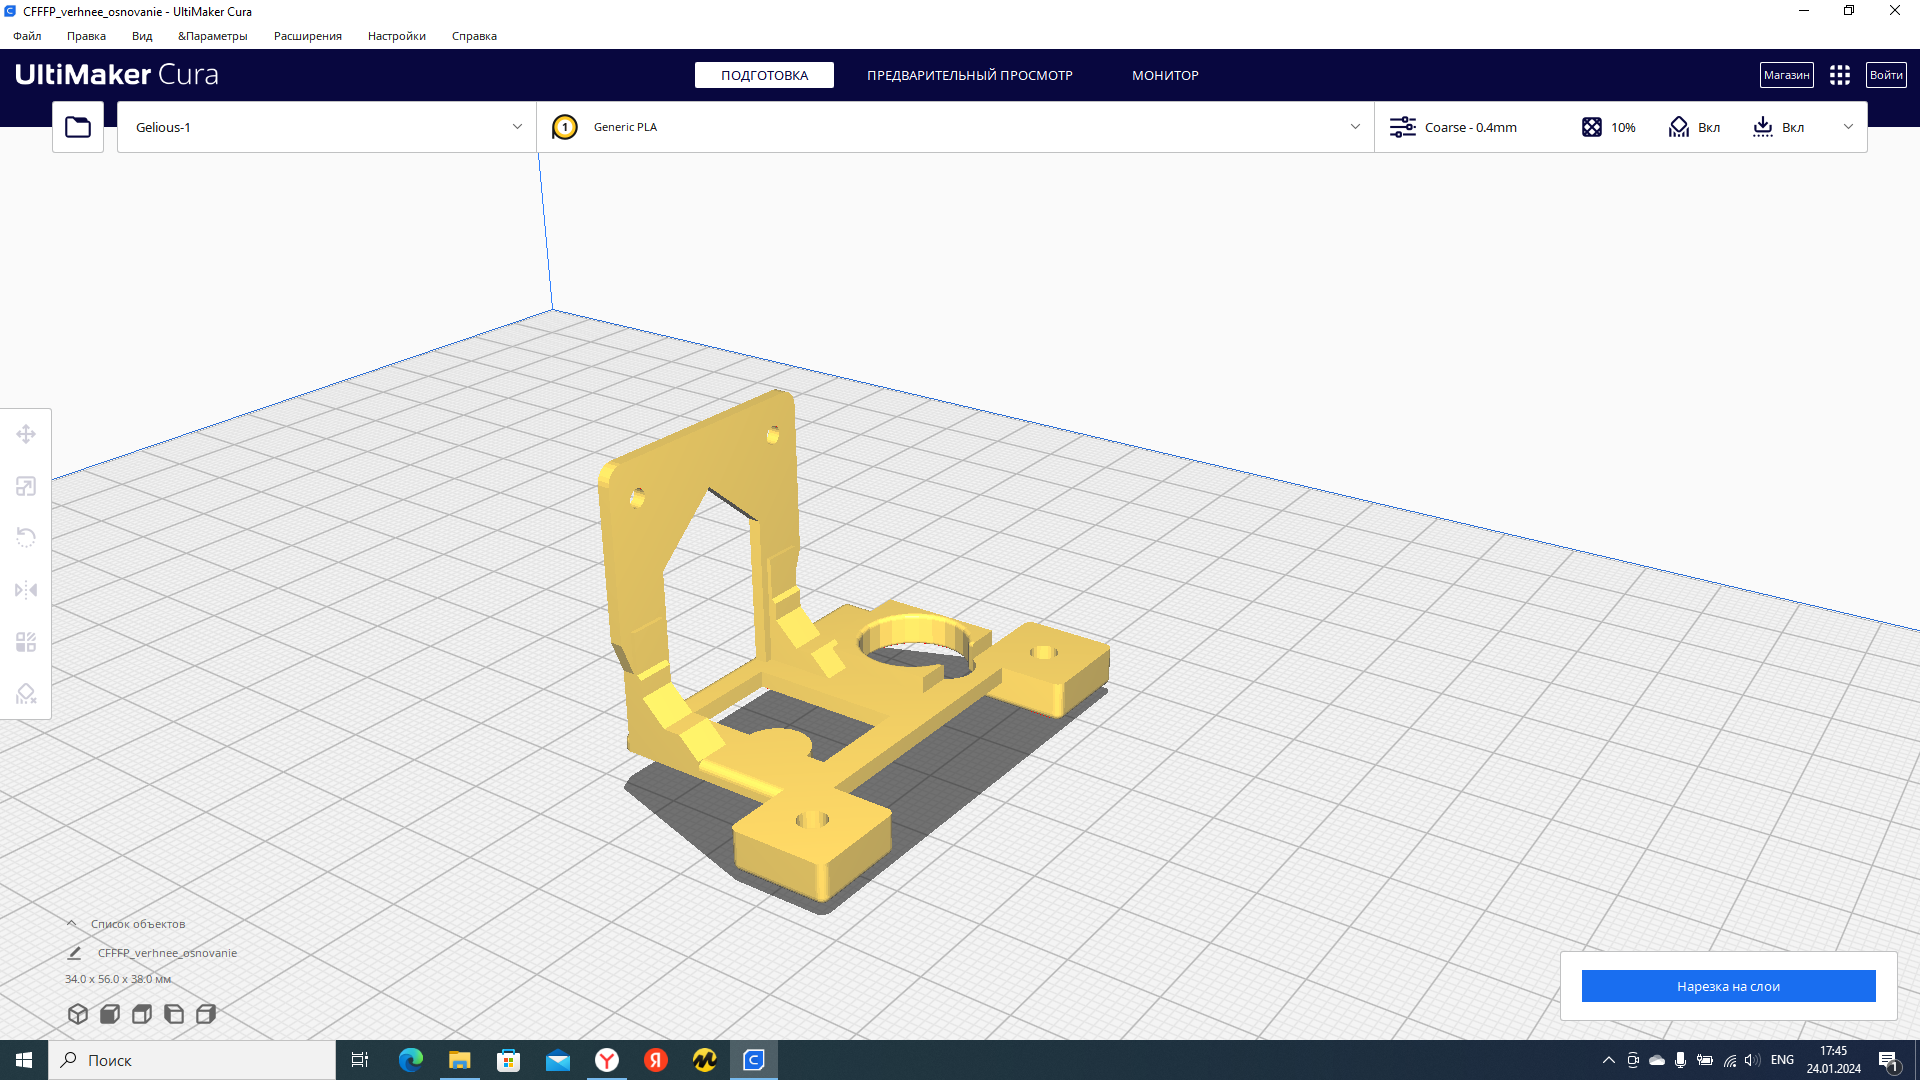 CFFFP_verhnee_osnovanie - UltiMaker Cura
Файл Правка Вид &Параметры Расширения Настройки Справка
UltiMaker Cura
ПОДГОТОВКА ПРЕДВАРИТЕЛЬНЫЙ ПРОСМОТР МОНИТОР
Магазин Войти
Gelious-1
1 Generic PLA
Coarse - 0.4mm 10% Вкл Вкл
Список объектов
CFFFP_verhnee_osnovanie
34.0 x 56.0 x 38.0 мм
Нарезка на слои
Поиск
ENG
17:45
24.01.2024
1